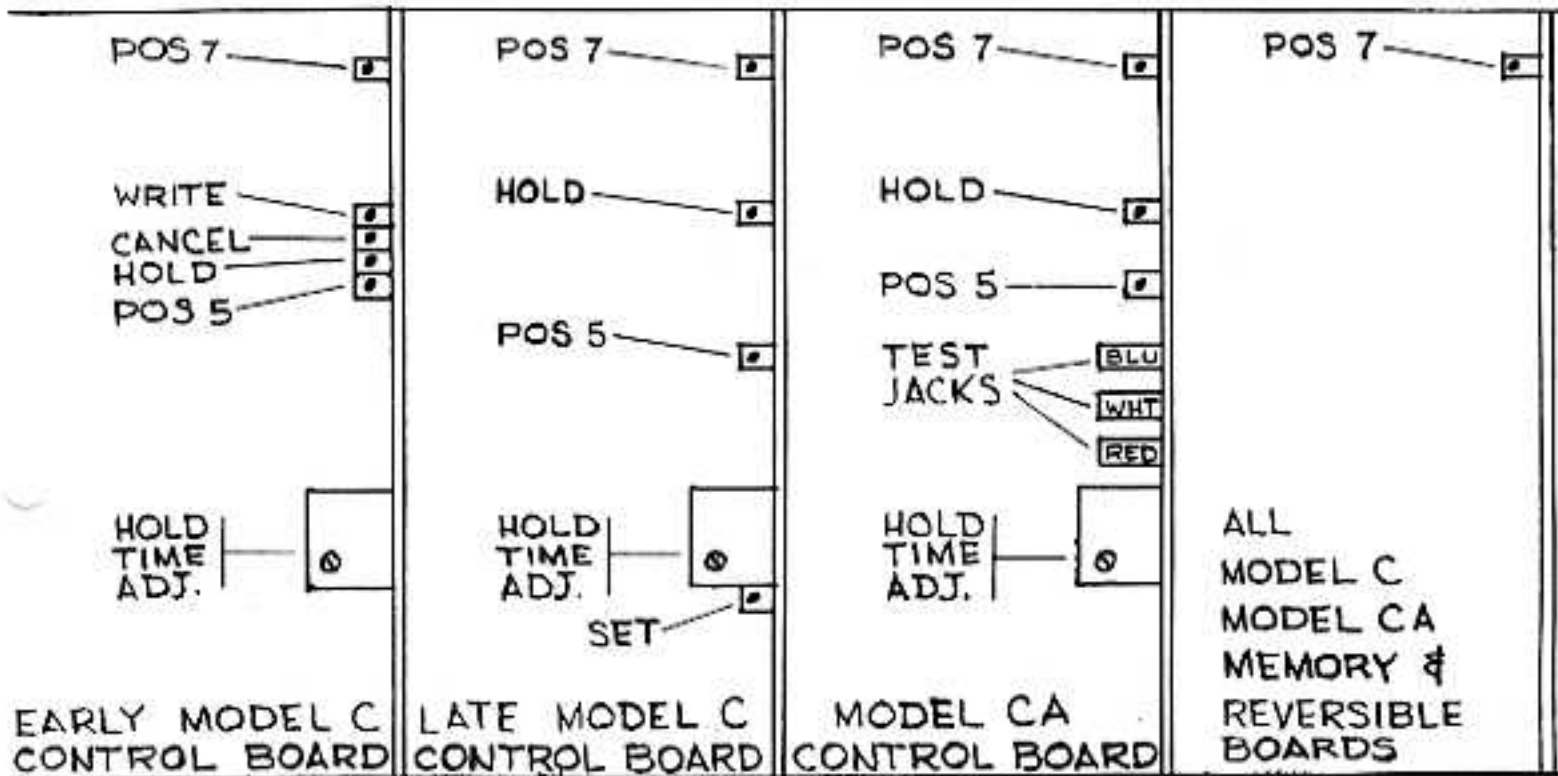 POS 7
WRITE
CANCEL
HOLD
POS 5
HOLD
TIME
ADJ.
EARLY MODEL C
CONTROL BOARD
POS 7
HOLD
POS 5
HOLD
TIME
ADJ.
SET
LATE MODEL C
CONTROL BOARD
POS 7
HOLD
POS 5
TEST
JACKS
BLU
WHT
RED
HOLD
TIME
ADJ.
MODEL CA
CONTROL BOARD
POS 7
ALL
MODEL C
MODEL CA
MEMORY &
REVERSIBLE
BOARDS